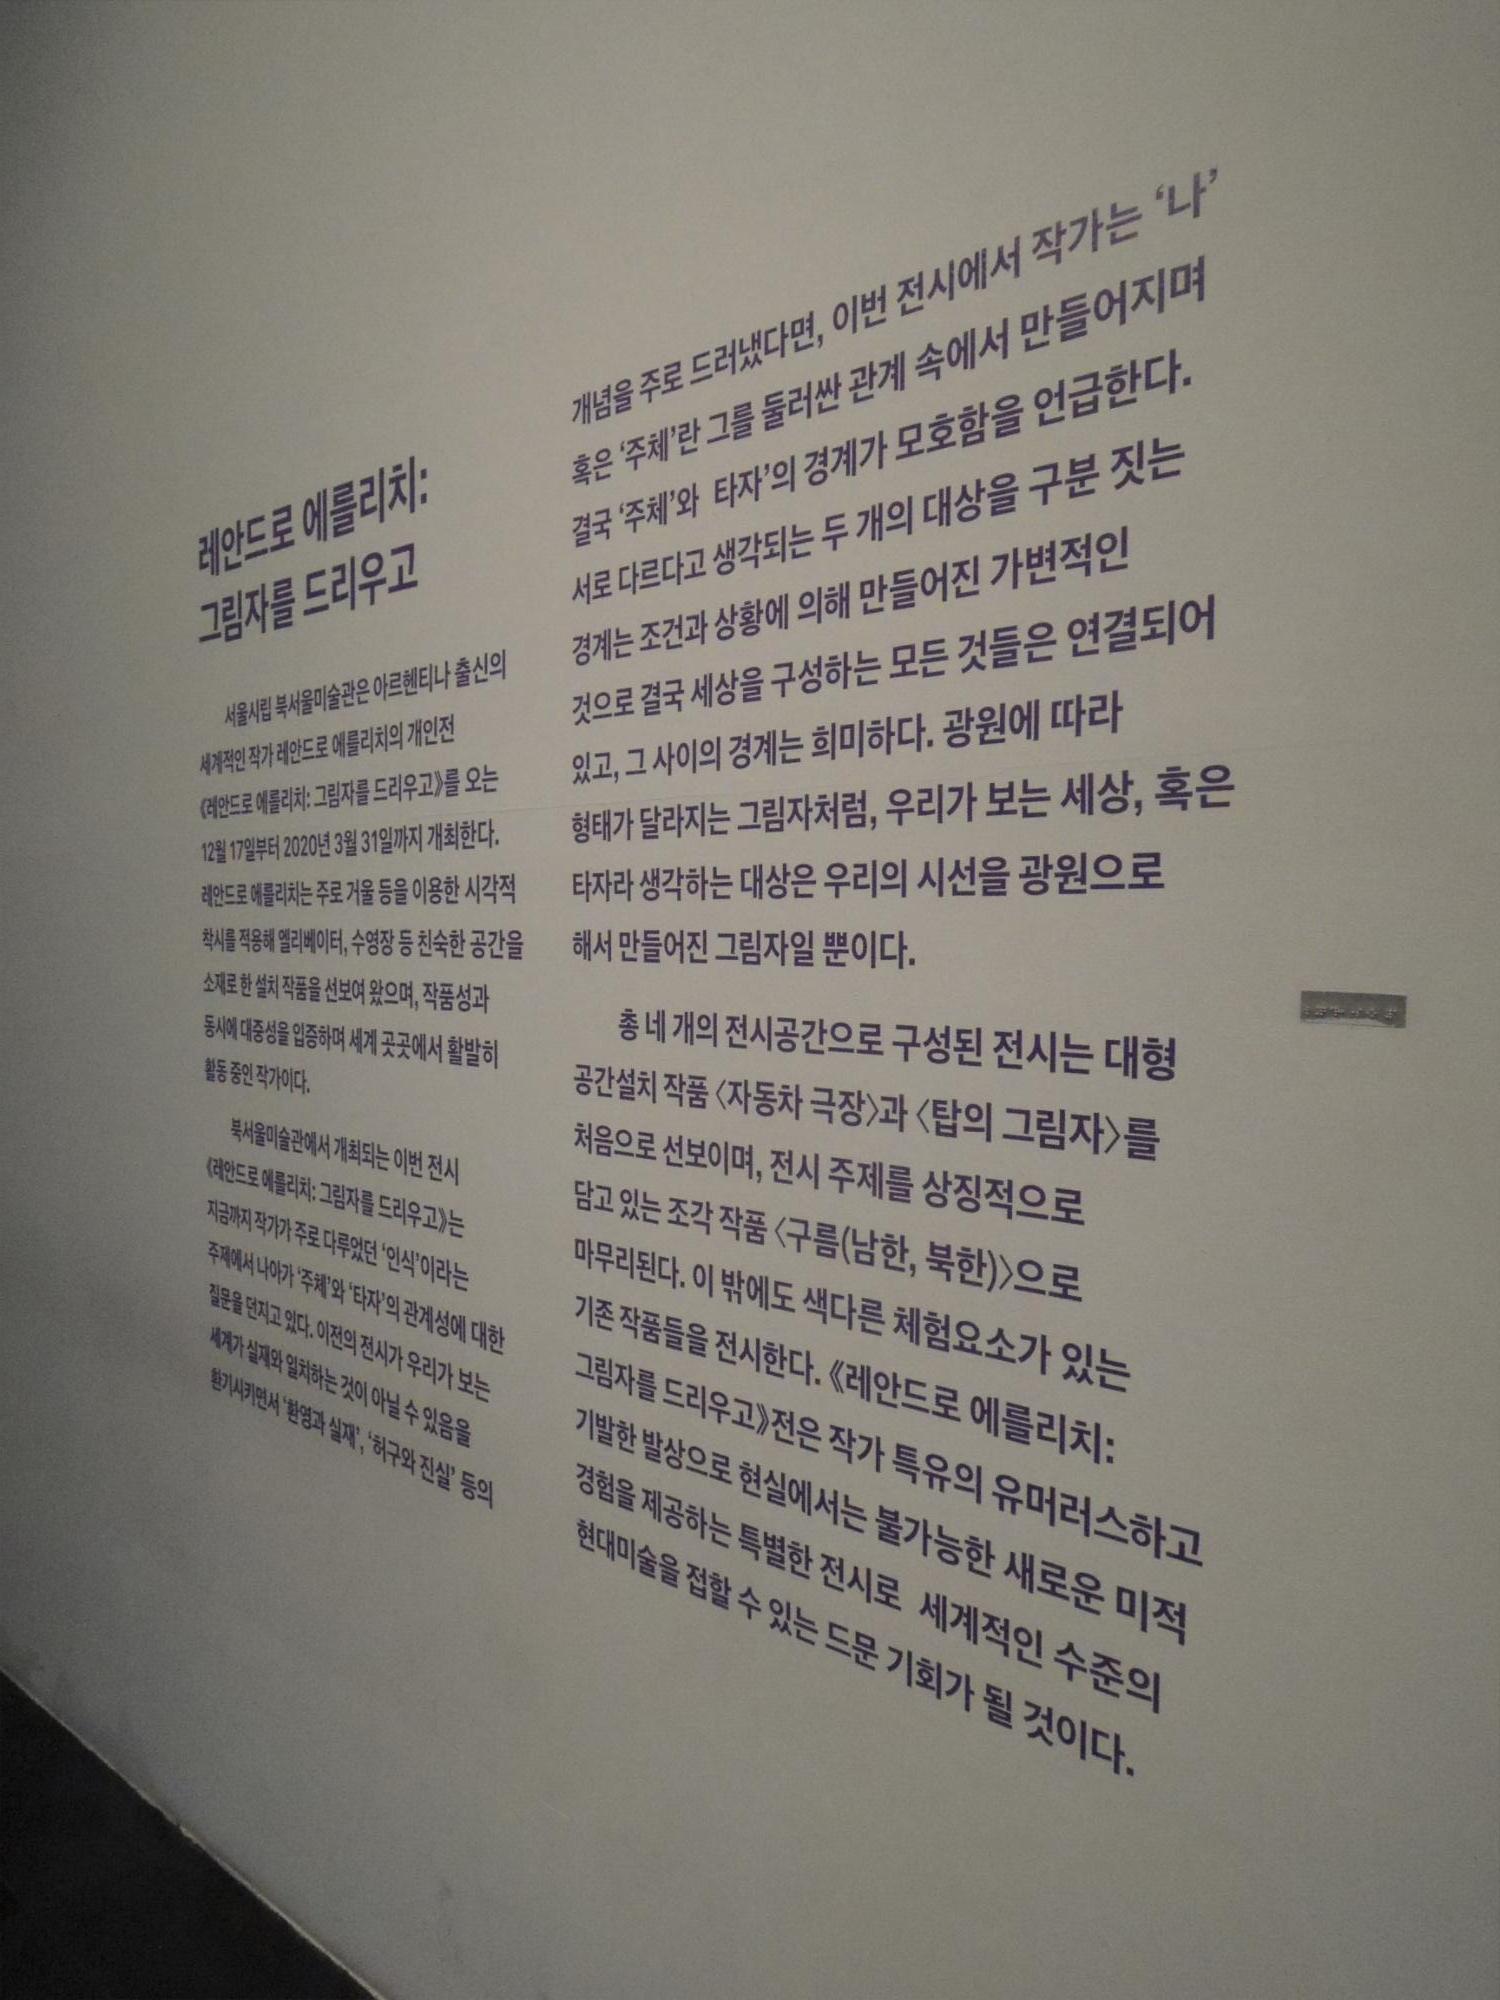 레안드로 에를리치:
그림자를 드리우고
서울시립 북서울미술관은 아르헨티나 출신의
세계적인 작가 레안드로 에를리치의 개인전
《레안드로 에를리치: 그림자를 드리우고》를 오는
12월 17일부터 2020년 3월 31일까지 개최한다.
레안드로 에를리치는 주로 거울 등을 이용한 시각적
착시를 적용해 엘리베이터, 수영장 등 친숙한 공간을
소재로 한 설치 작품을 선보여 왔으며, 작품성과
동시에 대중성을 입증하며 세계 곳곳에서 활발히
활동 중인 작가이다.
북서울미술관에서 개최되는 이번 전시
《레안드로 에를리치: 그림자를 드리우고》는
지금까지 작가가 주로 다루었던 ‘인식’이라는
주제에서 나아가 ‘주체’와 ‘타자’의 관계성에 대한
질문을 던지고 있다. 이전의 전시가 우리가 보는
세계가 실재와 일치하는 것이 아닐 수 있음을
환기시키면서 ‘환영과 실재’, ‘허구와 진실’ 등의
개념을 주로 드러냈다면, 이번 전시에서 작가는 ‘나’
혹은 ‘주체’란 그를 둘러싼 관계 속에서 만들어지며
결국 ‘주체’와 타자’의 경계가 모호함을 언급한다.
서로 다르다고 생각되는 두 개의 대상을 구분 짓는
경계는 조건과 상황에 의해 만들어진 가변적인
것으로 결국 세상을 구성하는 모든 것들은 연결되어
있고, 그 사이의 경계는 희미하다. 광원에 따라
형태가 달라지는 그림자처럼, 우리가 보는 세상, 혹은
타자라 생각하는 대상은 우리의 시선을 광원으로
해서 만들어진 그림자일 뿐이다.
총 네 개의 전시공간으로 구성된 전시는 대형
공간설치 작품 〈자동차 극장〉과 〈탑의 그림자〉를
처음으로 선보이며, 전시 주제를 상징적으로
담고 있는 조각 작품 〈구름(남한, 북한)〉으로
마무리된다. 이 밖에도 색다른 체험요소가 있는
기존 작품들을 전시한다. 《레안드로 에를리치:
그림자를 드리우고》전은 작가 특유의 유머러스하고
기발한 발상으로 현실에서는 불가능한 새로운 미적
경험을 제공하는 특별한 전시로 세계적인 수준의
현대미술을 접할 수 있는 드문 기회가 될 것이다.